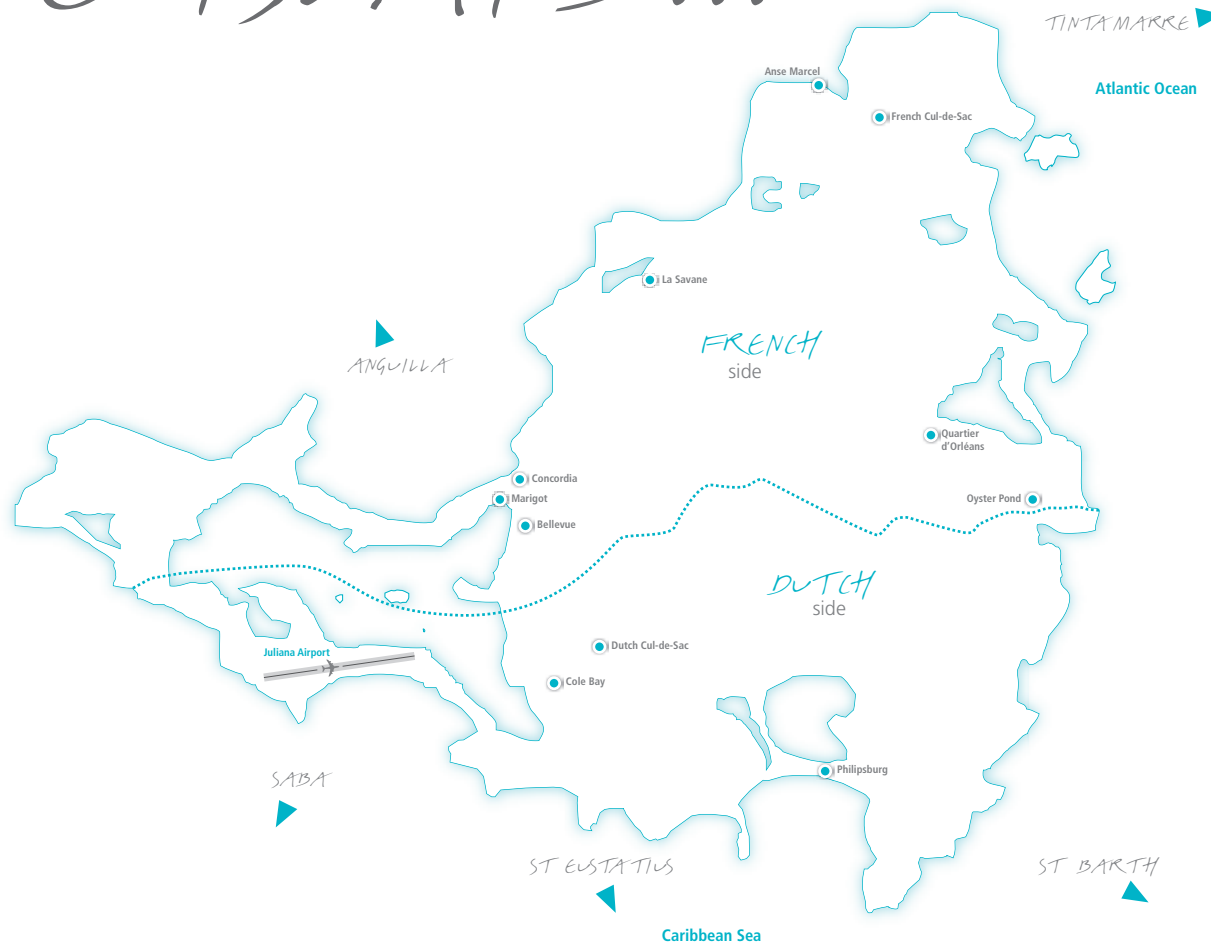 TINTAMARRE
Anse Marcel
Atlantic Ocean
French Cul-de-Sac
La Savane
FRENCH
side
ANGUILLA
Quartier
d'Orléans
Concordia
Marigot
Oyster Pond
Bellevue
DUTCH
side
Dutch Cul-de-Sac
Juliana Airport
Cole Bay
Philipsburg
SABA
ST EUSTATIUS
ST BARTH
Caribbean Sea